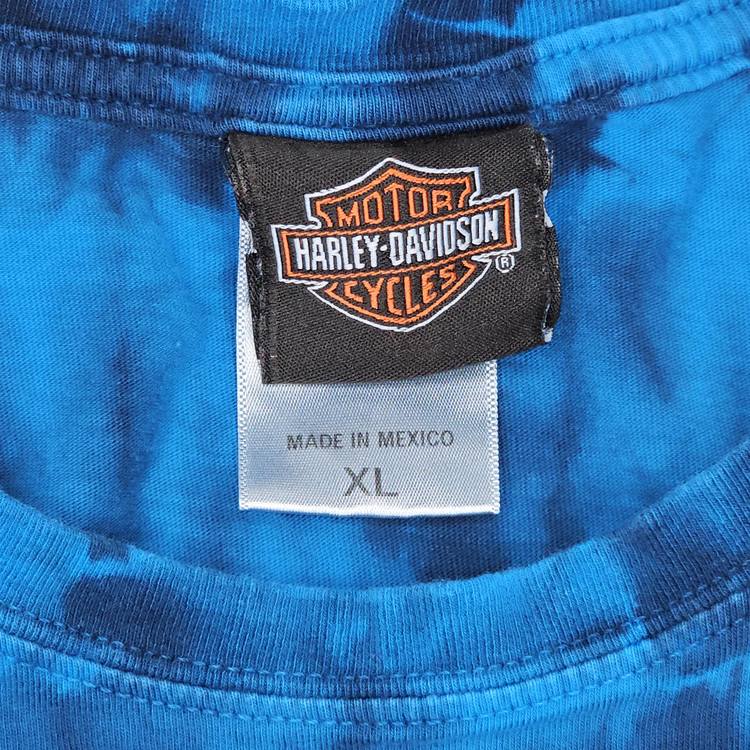 MOTOR
HARLEY-DAVIDSON
®
CYCLES
MADE IN MEXICO
XL